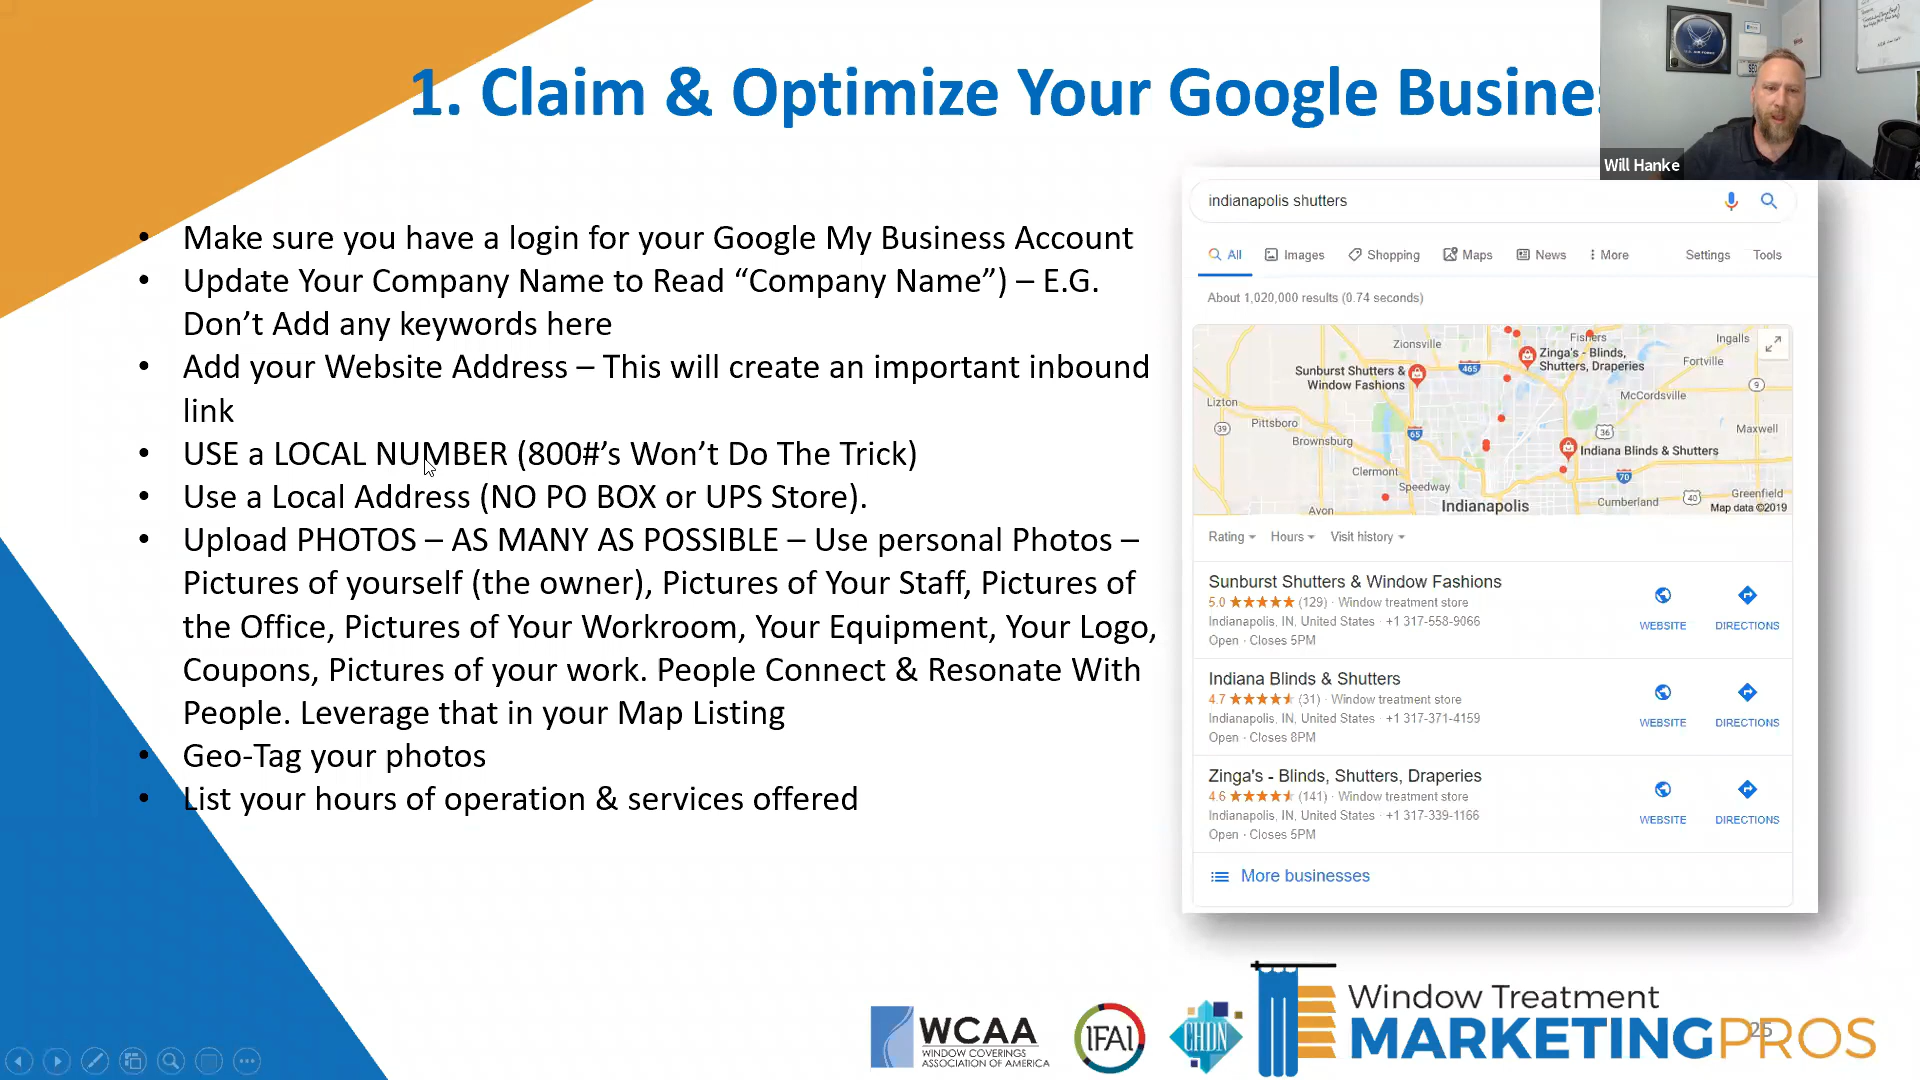 1. Claim & Optimize Your Google Busine
Will Hanke
• Make sure you have a login for your Google My Business Account
• Update Your Company Name to Read “Company Name”) – E.G.
Don’t Add any keywords here
• Add your Website Address – This will create an important inbound
link
• USE a LOCAL NUMBER (800#’s Won’t Do The Trick)
• Use a Local Address (NO PO BOX or UPS Store).
• Upload PHOTOS – AS MANY AS POSSIBLE – Use personal Photos –
Pictures of yourself (the owner), Pictures of Your Staff, Pictures of
the Office, Pictures of Your Workroom, Your Equipment, Your Logo,
Coupons, Pictures of your work. People Connect & Resonate With
People. Leverage that in your Map Listing
• Geo-Tag your photos
• List your hours of operation & services offered
indianapolis shutters
All Images Shopping Maps News More Settings Tools
About 1,020,000 results (0.74 seconds)
Zionsville
Fishers
Ingalls
Zinga's - Blinds,
Shutters, Draperies
Fortville
Sunburst Shutters &
Window Fashions
465
9
McCordsville
Lizton
39
Pittsboro
65
36
Maxwell
Brownsburg
Indiana Blinds & Shutters
Clermont
70
Speedway
Cumberland
40
Greenfield
Avon
Indianapolis
Map data ©2019
Rating Hours Visit history
Sunburst Shutters & Window Fashions
5.0 (129) · Window treatment store
Indianapolis, IN, United States · +1 317-558-9066
Open · Closes 5PM
WEBSITE DIRECTIONS
Indiana Blinds & Shutters
4.7 (31) · Window treatment store
Indianapolis, IN, United States · +1 317-371-4159
Open · Closes 8PM
WEBSITE DIRECTIONS
Zinga's - Blinds, Shutters, Draperies
4.6 (141) · Window treatment store
Indianapolis, IN, United States · +1 317-339-1166
Open · Closes 5PM
WEBSITE DIRECTIONS
More businesses
WCAA
WINDOW COVERINGS
ASSOCIATION OF AMERICA
IFAI
CHDN
Window Treatment
MARKETINGPROS
25